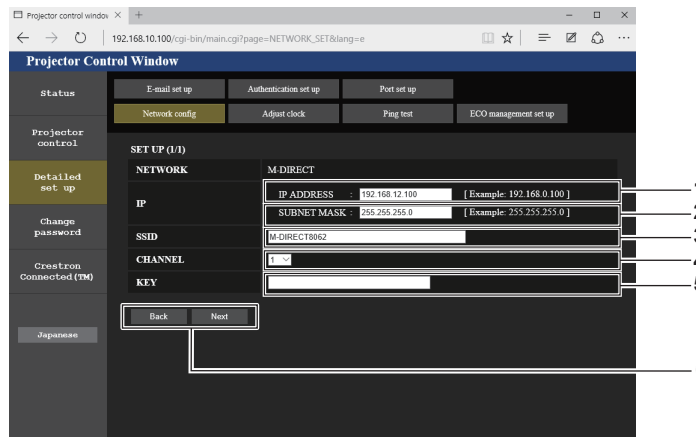 Projector control window
192.168.10.100/cgi-bin/main.cgi?page=NETWORK_SET&lang=e
Projector Control Window
Status
E-mail set up
Authentication set up
Port set up
Network config
Adjust clock
Ping test
ECO management set up
Projector
control
Detailed
set up
Change
password
Crestron
Connected(TM)
Japanese
SET UP (1/1)
NETWORK
M-DIRECT
IP
IP ADDRESS : 192.168.12.100 [ Example: 192.168.0.100 ]
SUBNET MASK : 255.255.255.0 [ Example: 255.255.255.0 ]
SSID
M-DIRECT8062
CHANNEL
1
KEY
Back
Next